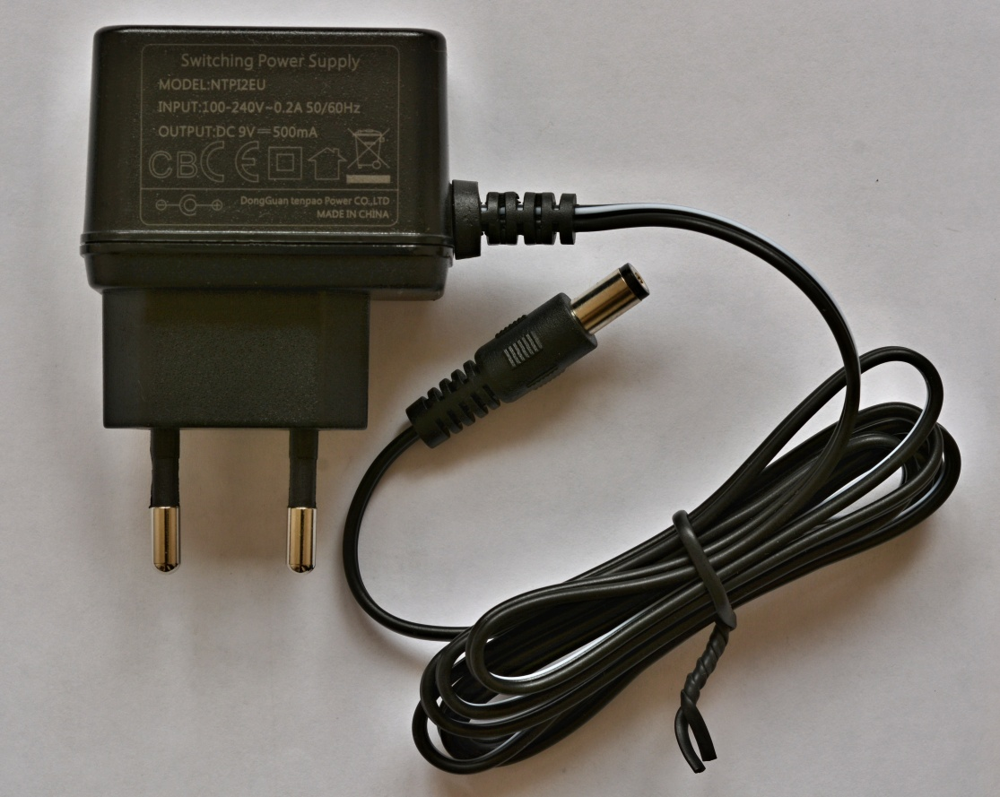 Switching Power Supply
MODEL:NTPI2EU
INPUT:100-240V~0.2A 50/60Hz
OUTPUT:DC 9V⎓500mA
CB CE
DongGuan tenpao Power CO.,LTD
MADE IN CHINA